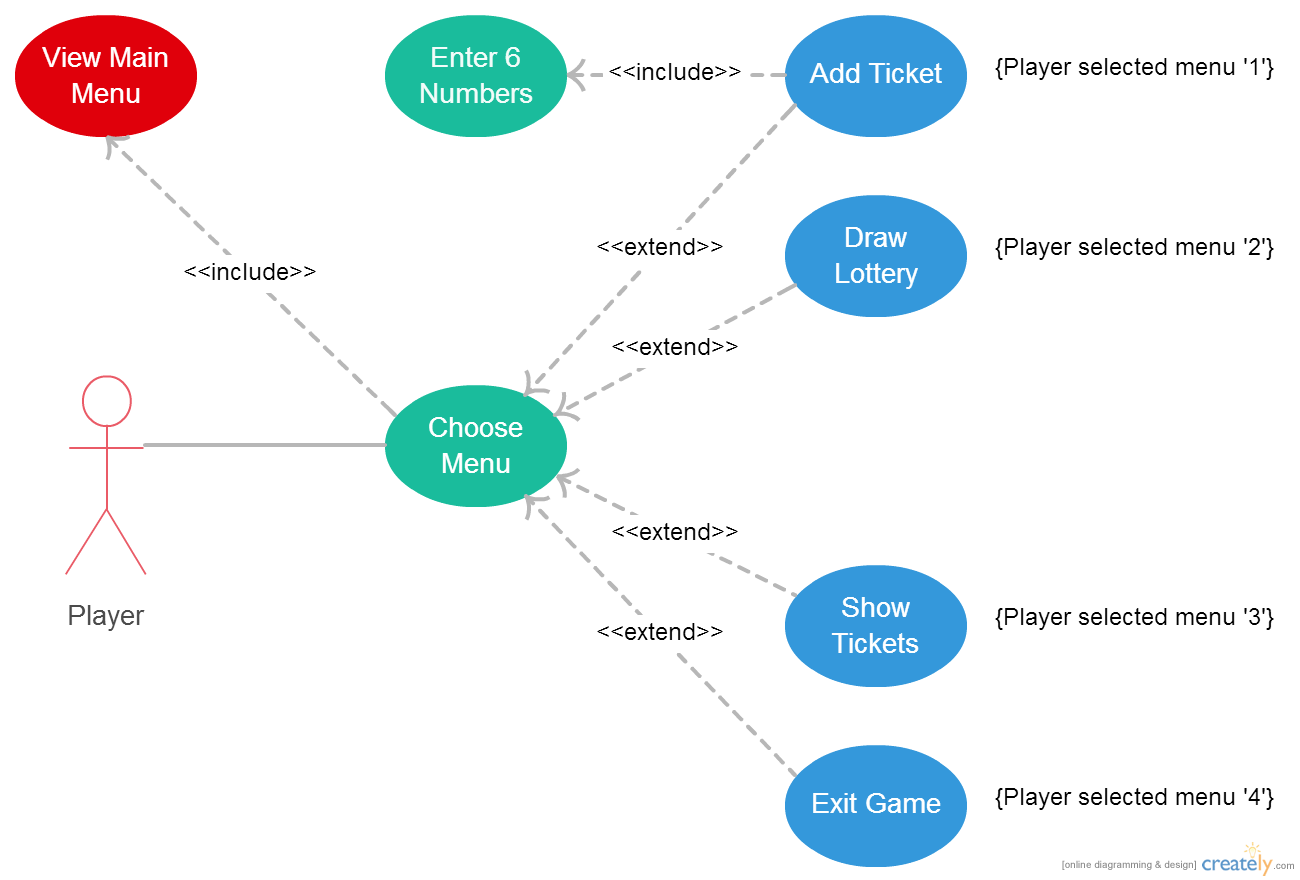 View Main
Menu
Enter 6
Numbers
<<include>>
Add Ticket
{Player selected menu '1'}
<<extend>>
Draw
Lottery
{Player selected menu '2'}
<<include>>
<<extend>>
Choose
Menu
<<extend>>
Player
Show
Tickets
{Player selected menu '3'}
<<extend>>
Exit Game
{Player selected menu '4'}
[online diagramming & design] creately.com